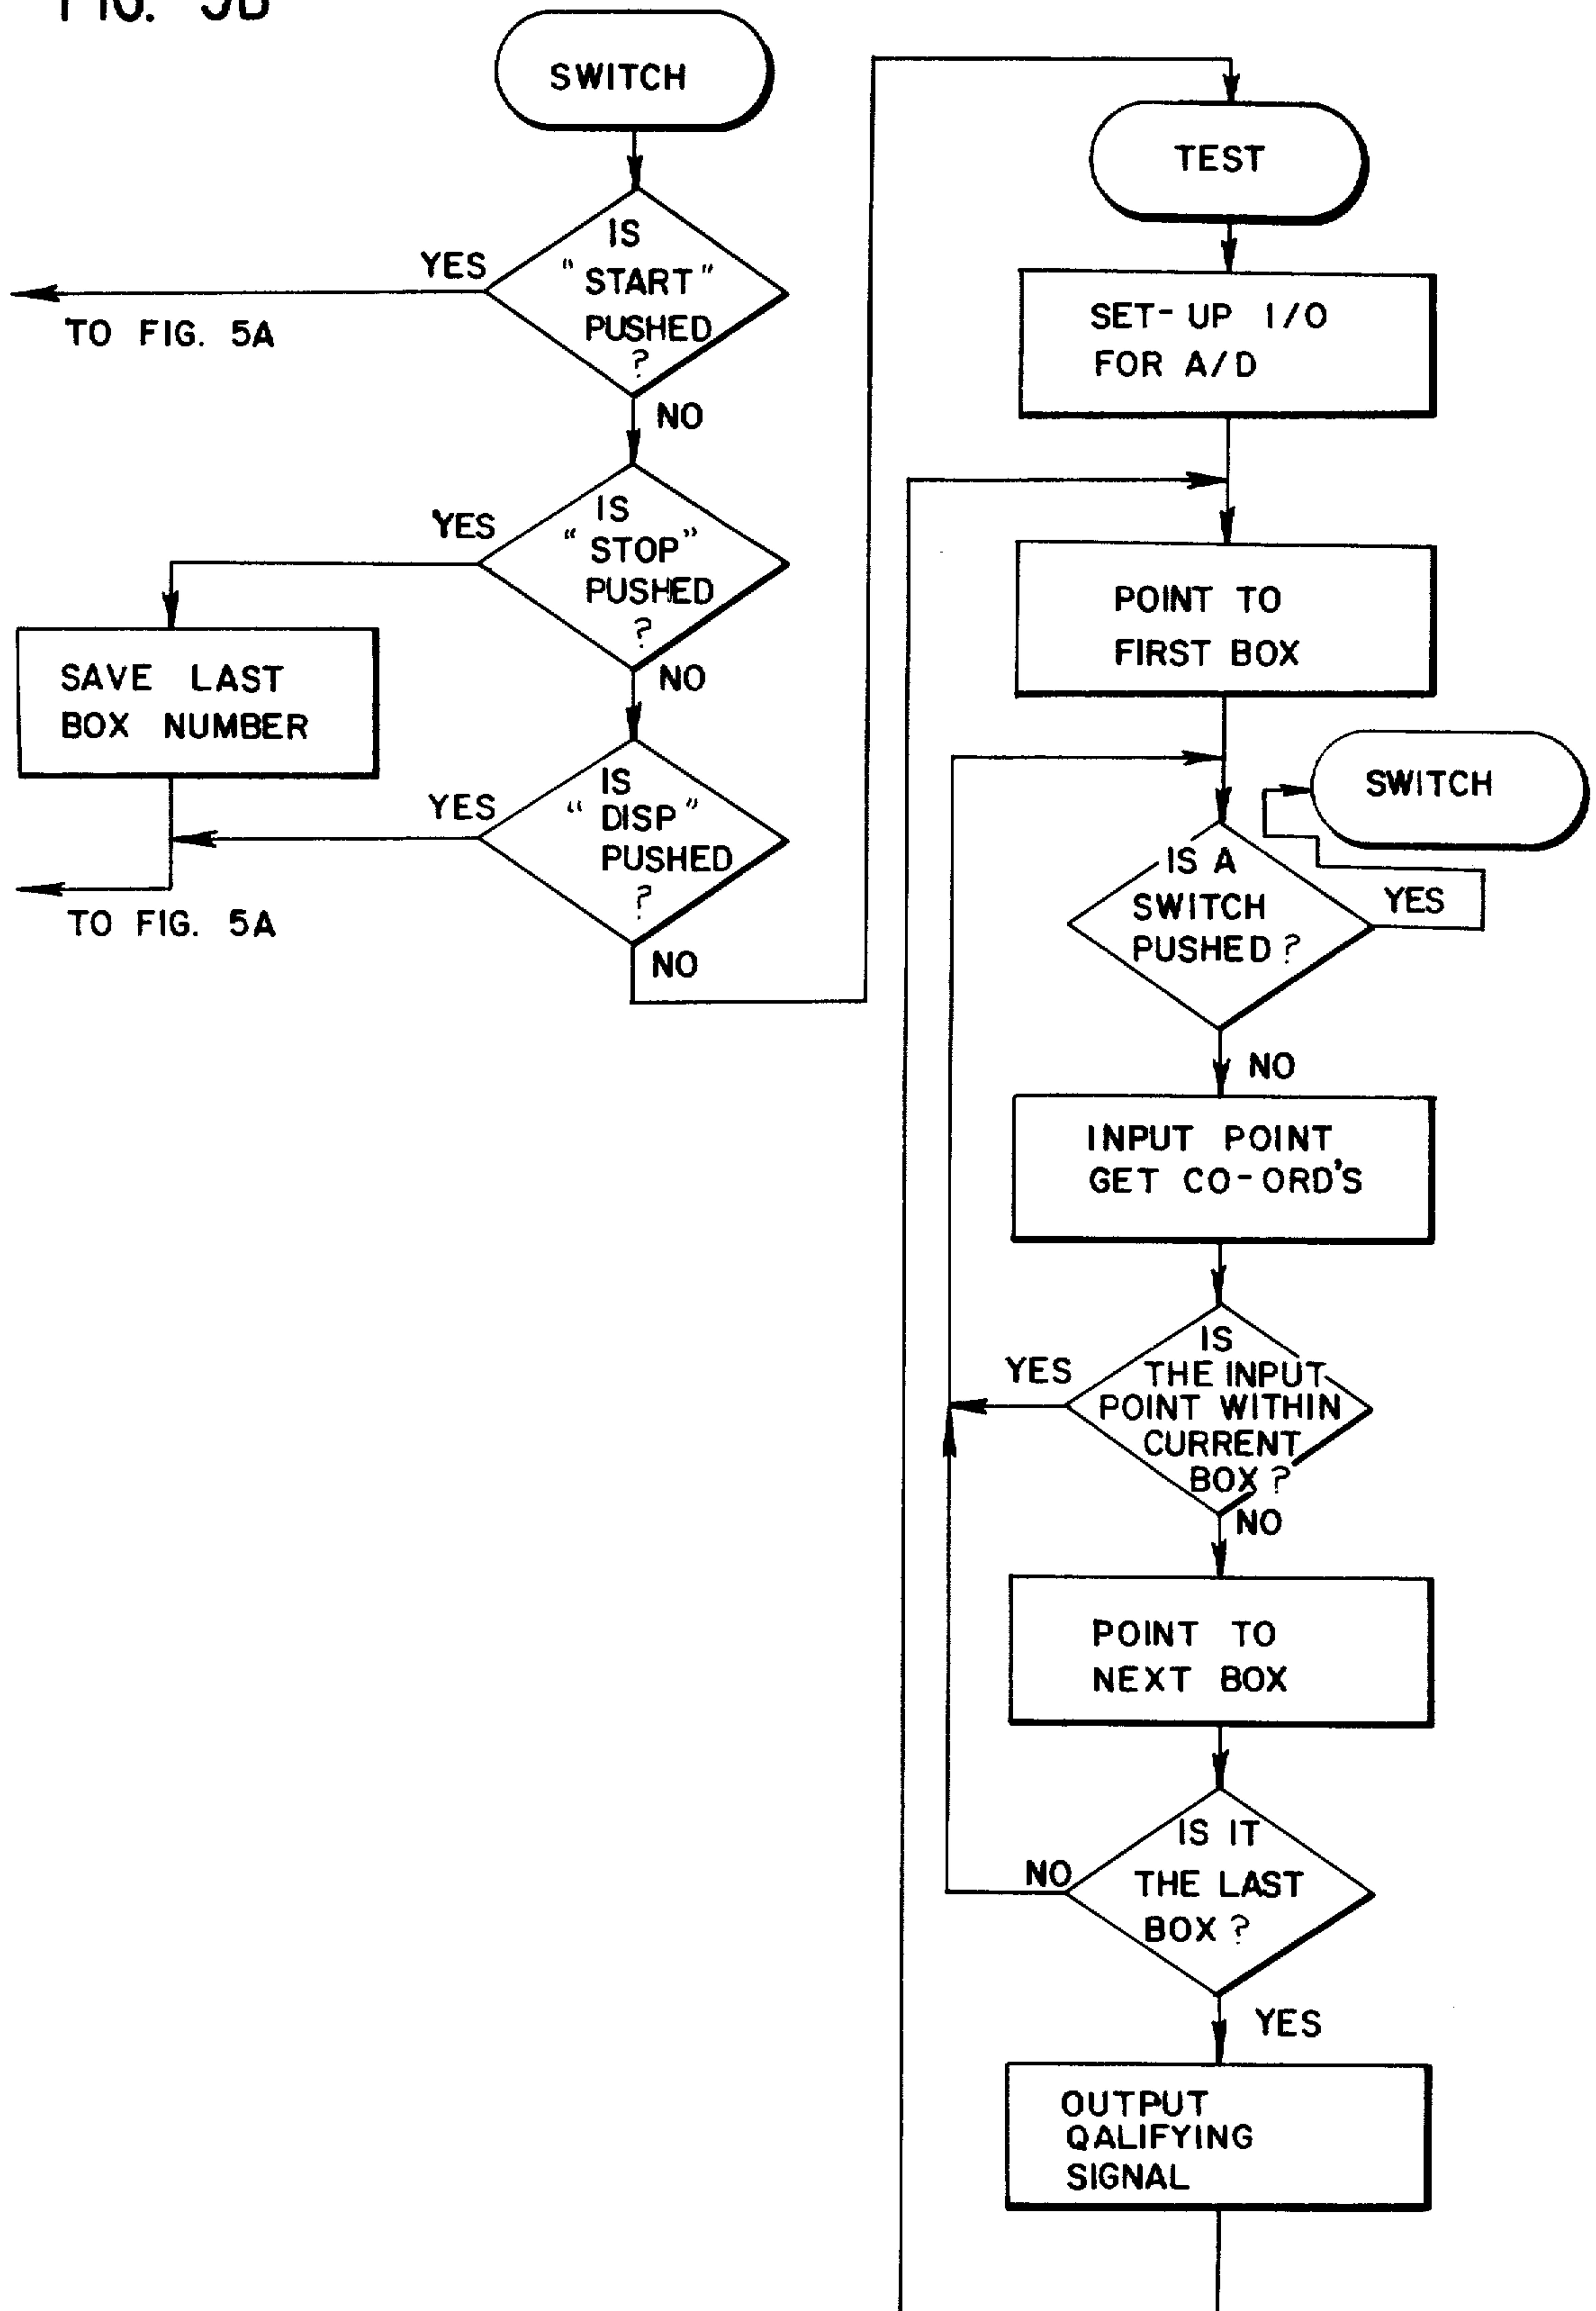 FIG. 5B
SWITCH
IS
"START"
PUSHED
?
YES
TO FIG. 5A
NO
IS
"STOP"
PUSHED
?
YES
SAVE LAST
BOX NUMBER
NO
IS
"DISP"
PUSHED
?
YES
TO FIG. 5A
NO
TEST
SET-UP I/O
FOR A/D
POINT TO
FIRST BOX
SWITCH
IS A
SWITCH
PUSHED?
YES
NO
INPUT POINT
GET CO-ORD'S
IS
THE INPUT
POINT WITHIN
CURRENT
BOX?
YES
NO
POINT TO
NEXT BOX
IS IT
THE LAST
BOX?
NO
YES
OUTPUT
QALIFYING
SIGNAL